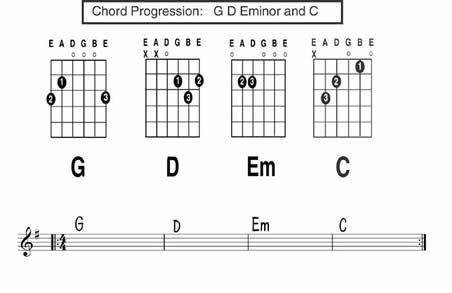 Chord Progression: G D Eminor and C
E A D G B E E A D G B E E A D G B E E A D G B E
o o o x x o o o o o x o o
1 1 2 2 3 1 2
2 3 3 2 3
G D Em C
G D Em C
4
4